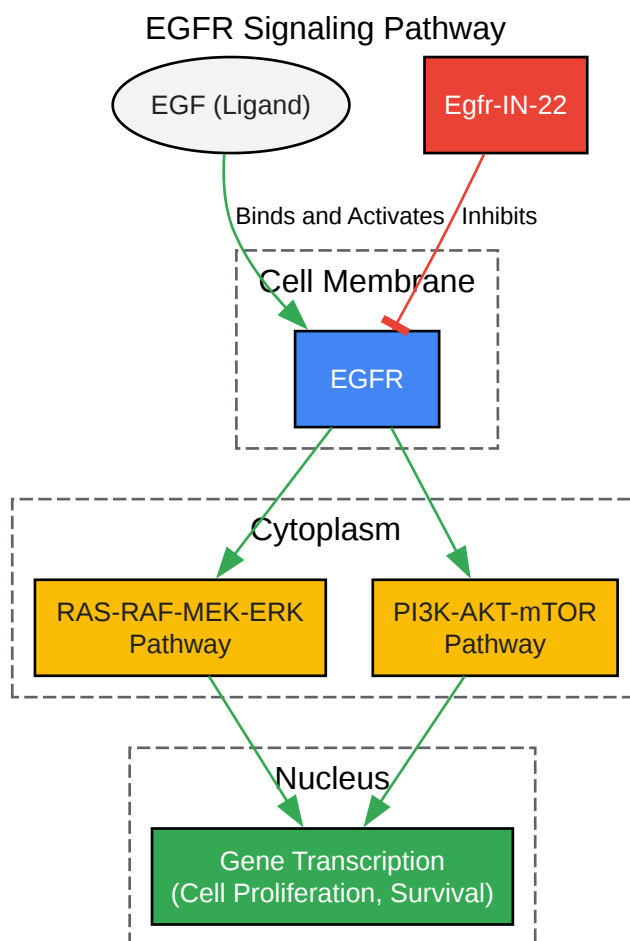 EGFR Signaling Pathway
EGF (Ligand)
Egfr-IN-22
Binds and Activates
Inhibits
Cell Membrane
EGFR
Cytoplasm
RAS-RAF-MEK-ERK
Pathway
PI3K-AKT-mTOR
Pathway
Nucleus
Gene Transcription
(Cell Proliferation, Survival)